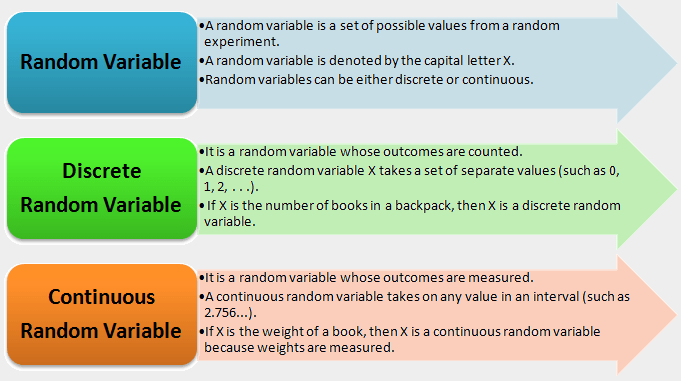 Random Variable
•A random variable is a set of possible values from a random
experiment.
•A random variable is denoted by the capital letter X.
•Random variables can be either discrete or continuous.
Discrete
Random Variable
•It is a random variable whose outcomes are counted.
•A discrete random variable X takes a set of separate values (such as 0,
1, 2, . . .).
• If X is the number of books in a backpack, then X is a discrete random
variable.
Continuous
Random Variable
•It is a random variable whose outcomes are measured.
•A continuous random variable takes on any value in an interval (such as
2.756...).
•If X is the weight of a book, then X is a continuous random variable
because weights are measured.